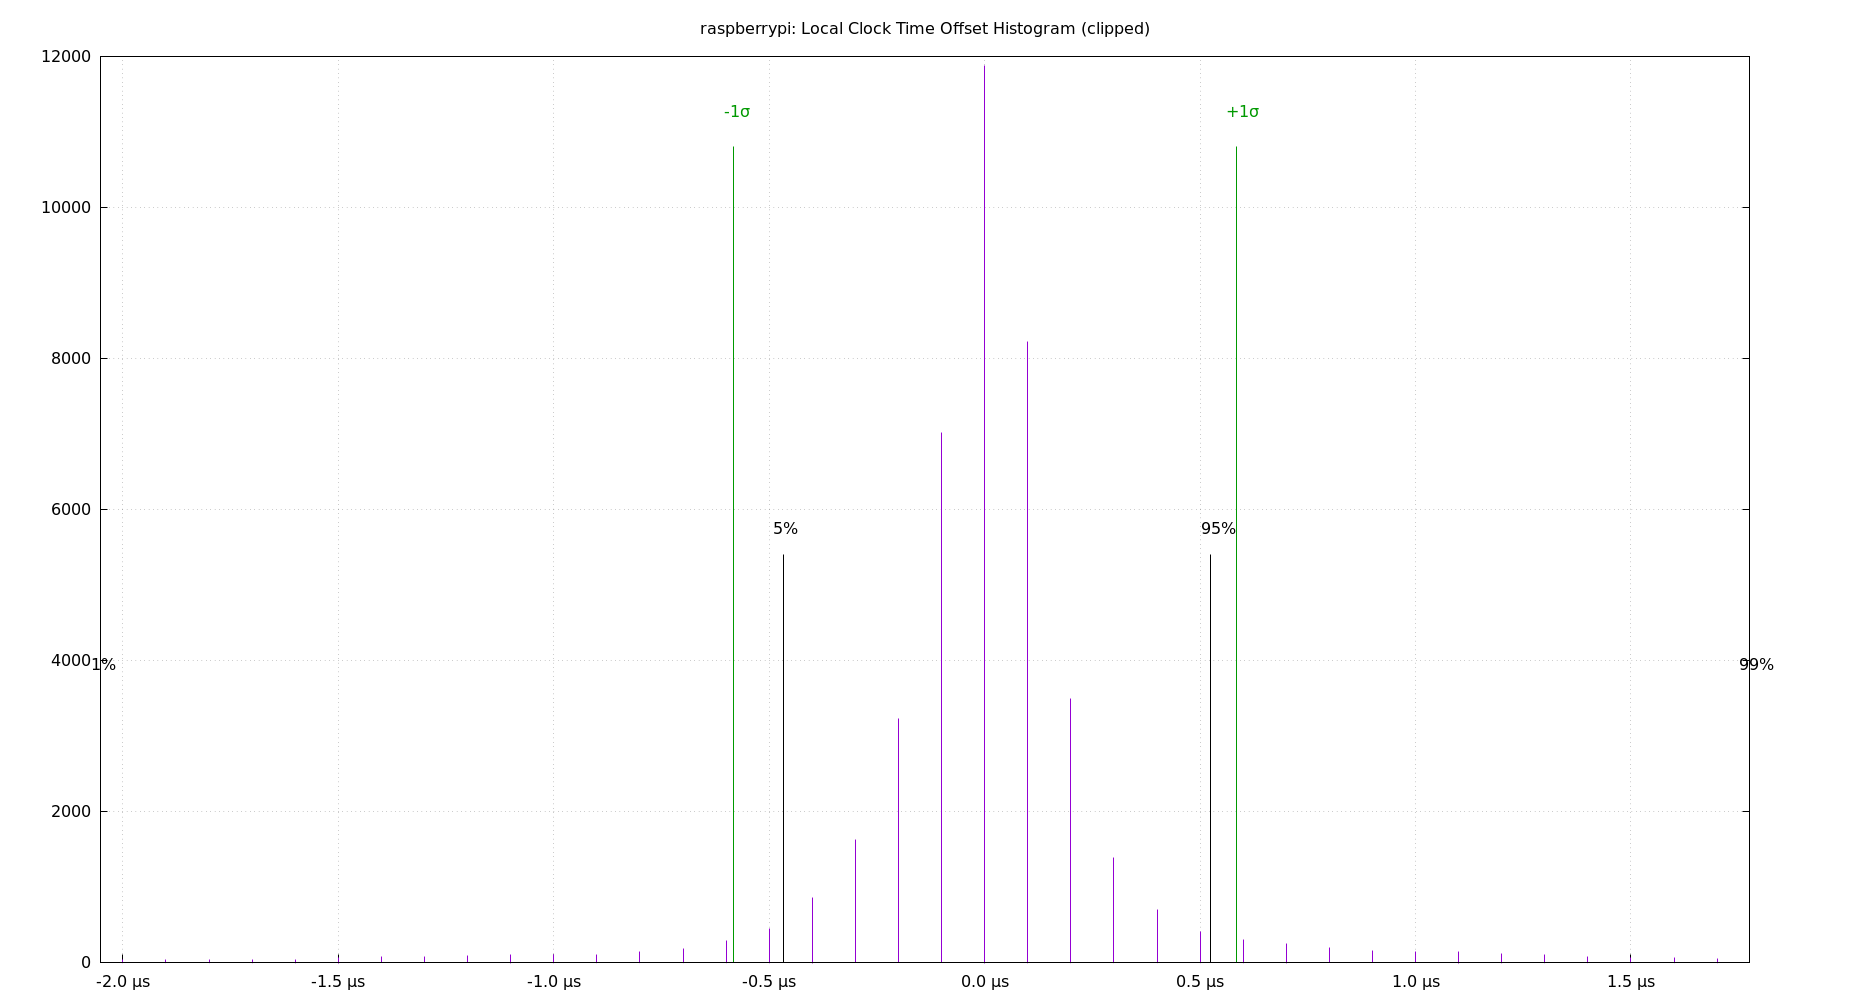 raspberrypi: Local Clock Time Offset Histogram (clipped)
12000
-1σ
+1σ
10000
8000
6000
5%
95%
4000
1%
99%
2000
0
-2.0 µs
-1.5 µs
-1.0 µs
-0.5 µs
0.0 µs
0.5 µs
1.0 µs
1.5 µs